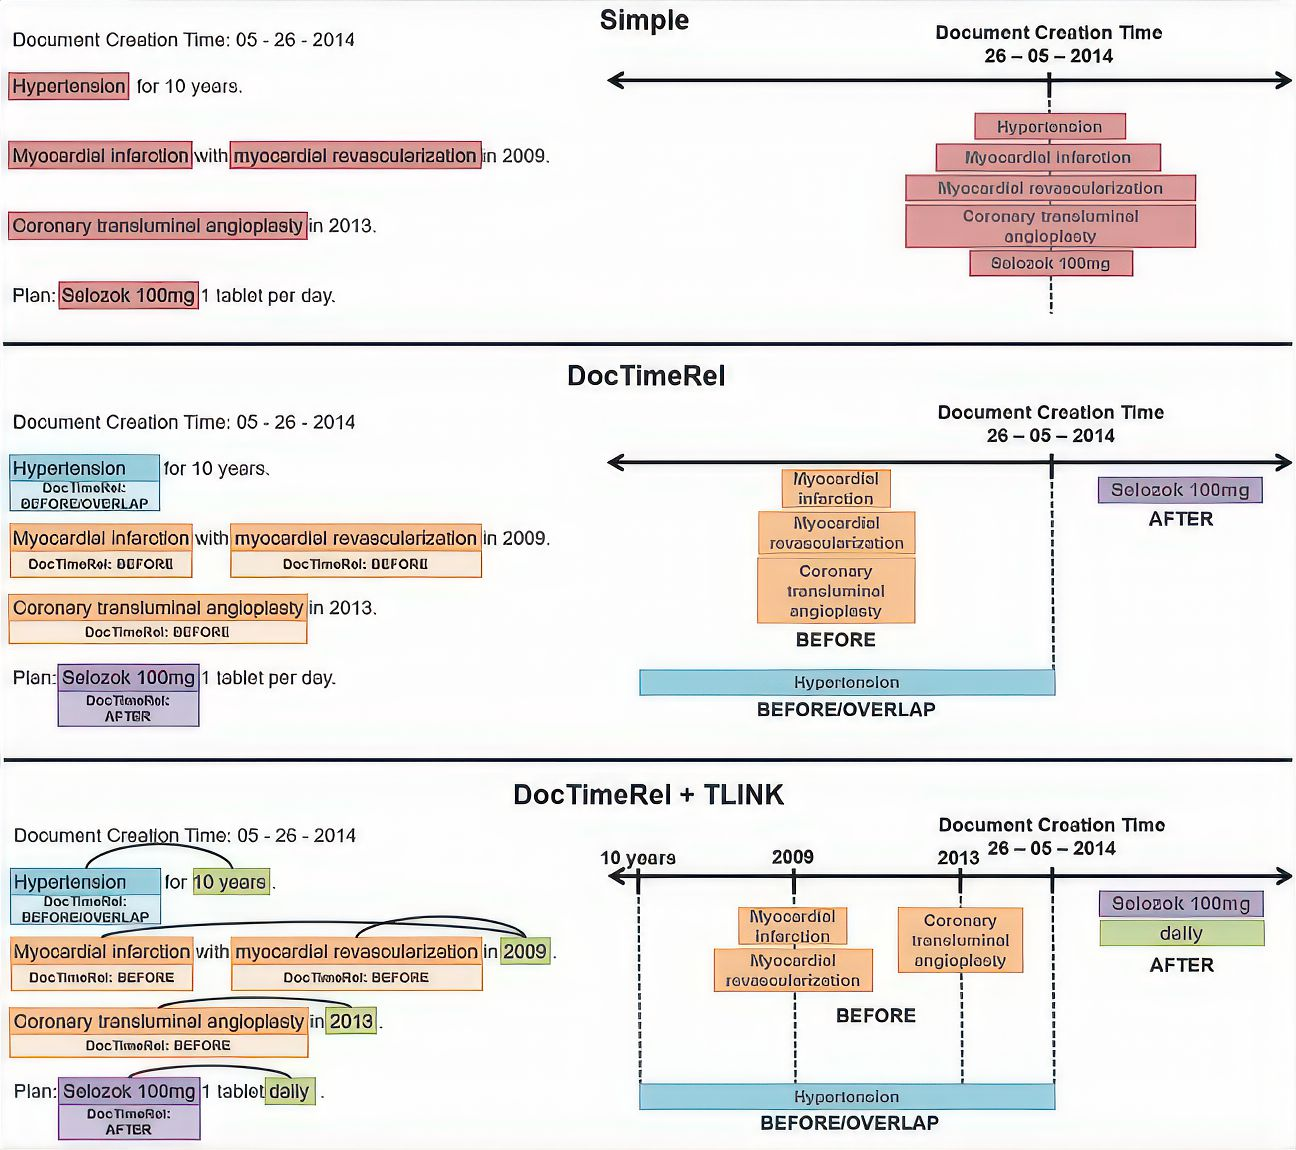 Simple
Document Creation Time: 05 - 26 - 2014
Hypertension for 10 years.
Myocardial infarction with myocardial revascularization in 2009.
Coronary transluminal angioplasty in 2013.
Plan: Selozok 100mg 1 tablet per day.
Document Creation Time
26 – 05 – 2014
Hypertension
Myocardial infarction
Myocardial revascularization
Coronary transluminal
angioplasty
Selozok 100mg
DocTimeRel
Document Creation Time: 05 - 26 - 2014
Hypertension for 10 years.
DocTimeRel:
BEFORE/OVERLAP
Myocardial infarction with myocardial revascularization in 2009.
DocTimeRel: BEFORE DocTimeRel: BEFORE
Coronary transluminal angioplasty in 2013.
DocTimeRel: BEFORE
Plan: Selozok 100mg 1 tablet per day.
DocTimeRel:
AFTER
Document Creation Time
26 – 05 – 2014
Myocardial
infarction
Myocardial
revascularization
Coronary
transluminal
angioplasty
BEFORE
Selozok 100mg
AFTER
Hypertension
BEFORE/OVERLAP
DocTimeRel + TLINK
Document Creation Time: 05 - 26 - 2014
Hypertension for 10 years.
DocTimeRel:
BEFORE/OVERLAP
Myocardial infarction with myocardial revascularization in 2009.
DocTimeRel: BEFORE DocTimeRel: BEFORE
Coronary transluminal angioplasty in 2013.
DocTimeRel: BEFORE
Plan: Selozok 100mg 1 tablet daily.
DocTimeRel:
AFTER
Document Creation Time
26 – 05 – 2014
10 years 2009 2013
Myocardial
infarction
Myocardial
revascularization
Coronary
transluminal
angioplasty
BEFORE
Selozok 100mg
daily
AFTER
Hypertension
BEFORE/OVERLAP